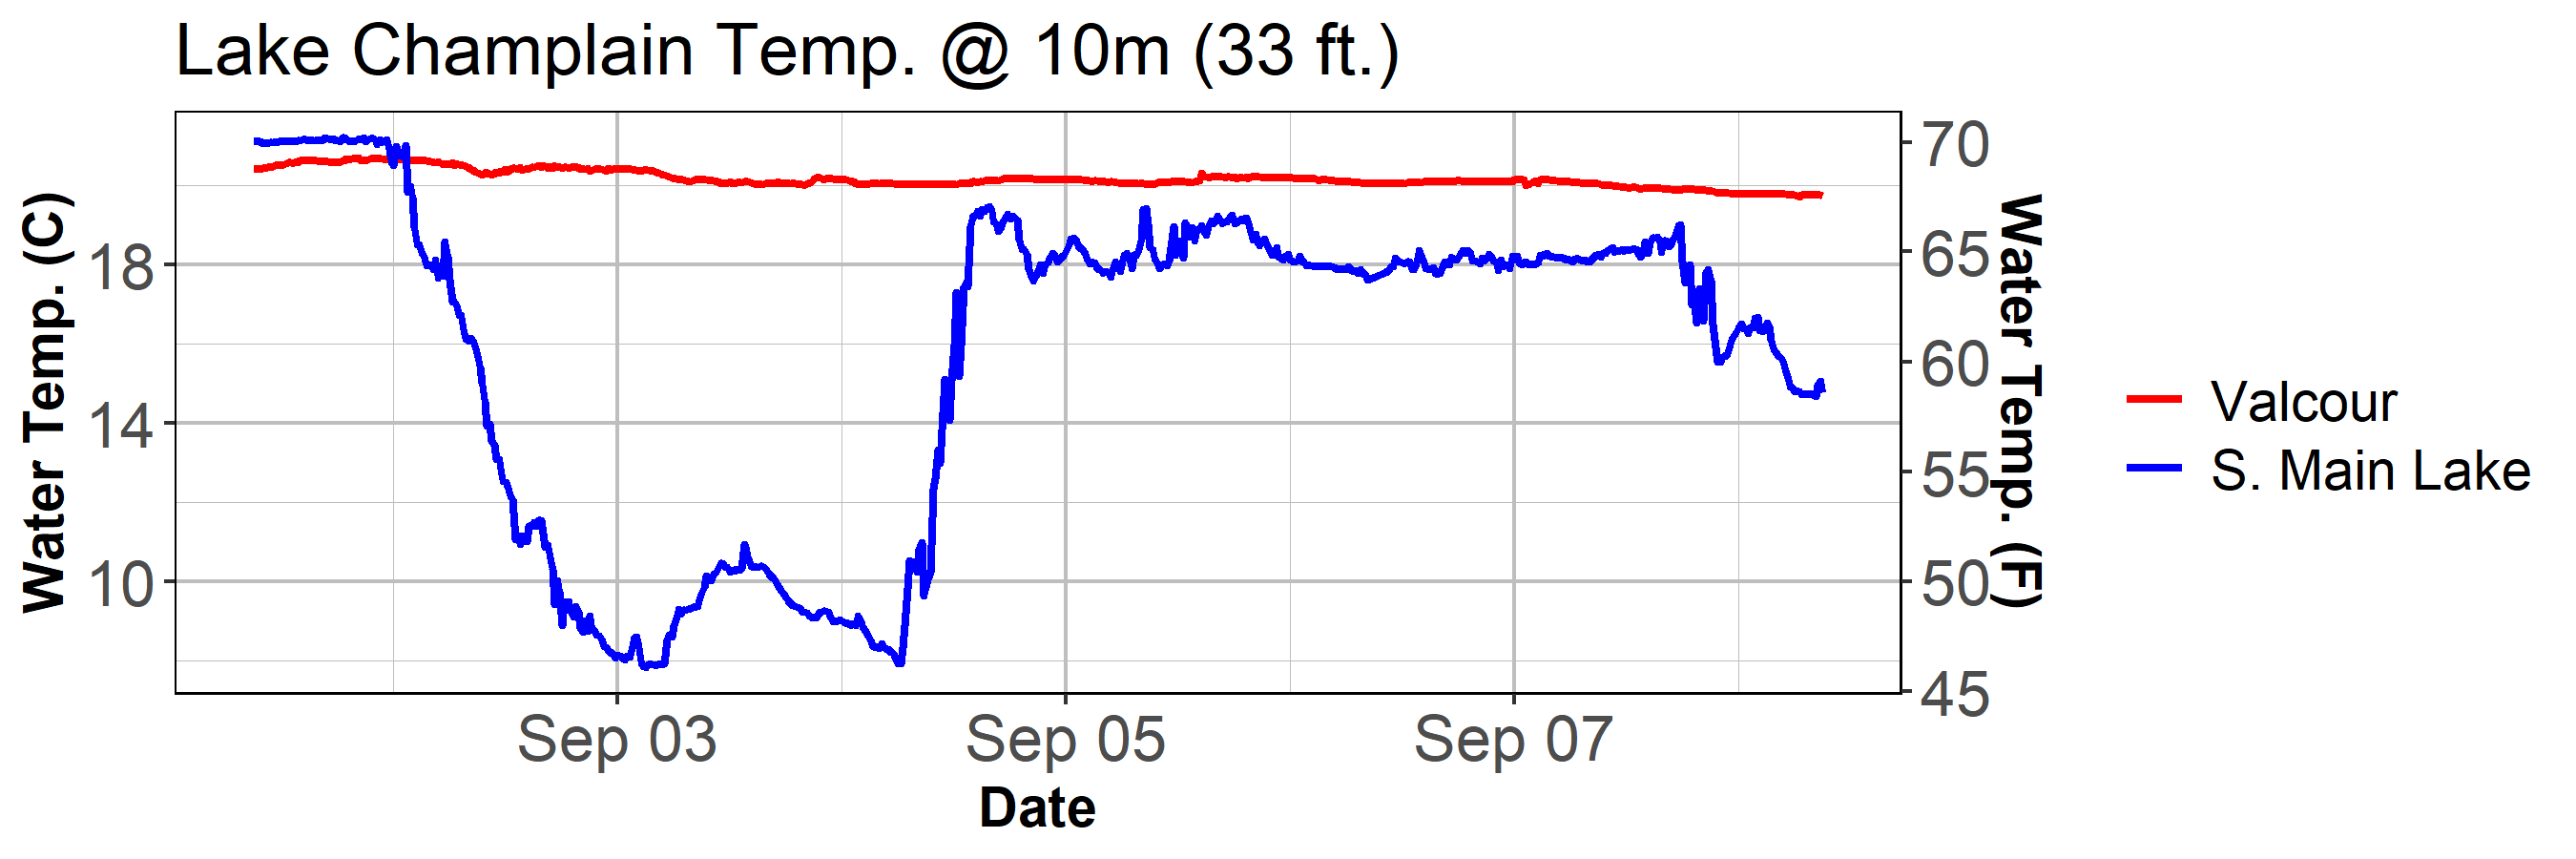 Lake Champlain Temp. @ 10m (33 ft.)
Water Temp. (C)
18
14
10
70
65
60
55
50
45
Water Temp. (F)
Sep 03 Sep 05 Sep 07
Date
Valcour
S. Main Lake